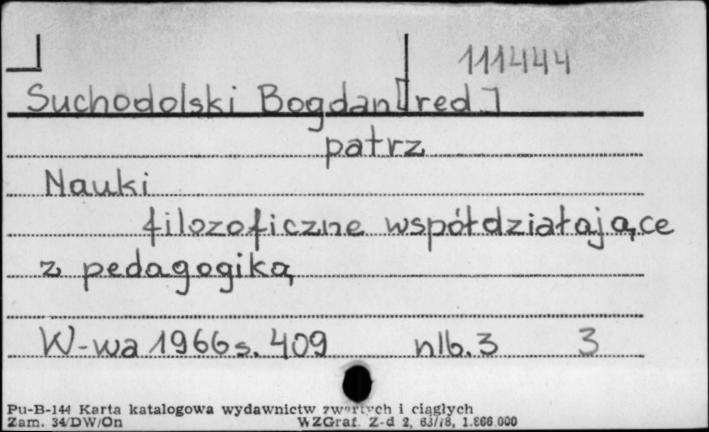 111444
Suchodolski Bogdan [red.]
patrz
Nauki
filozoficzne współdziałające
z pedagogiką
W-wa 1966 s. 409 nlb. 3 3
Pu-B-144 Karta katalogowa wydawnictw zwartych i ciągłych
Zam. 34/DW/On WZGraf. Z-d 2, 63/78, 1.866.000